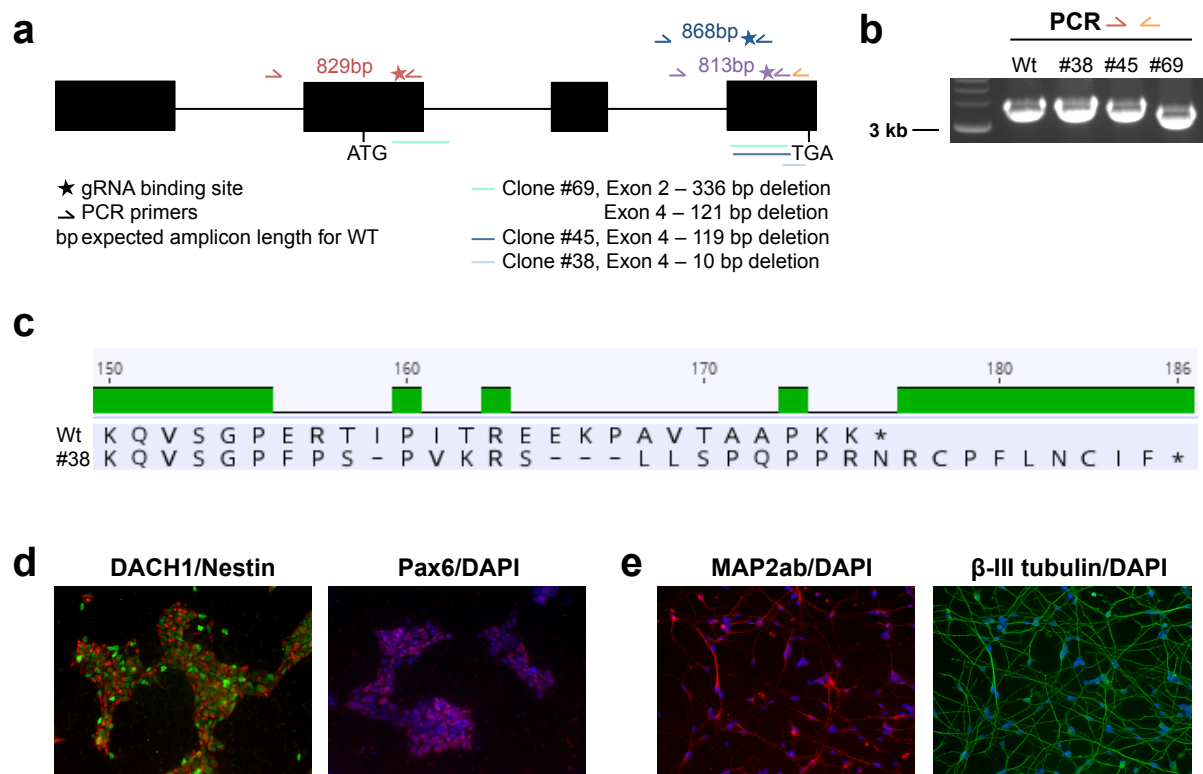 a
829bp
868bp
813bp
ATG
TGA
★ gRNA binding site
PCR primers
bp expected amplicon length for WT
Clone #69, Exon 2 – 336 bp deletion
Exon 4 – 121 bp deletion
Clone #45, Exon 4 – 119 bp deletion
Clone #38, Exon 4 – 10 bp deletion
b
PCR
Wt #38 #45 #69
3 kb
c
150 160 170 180 186
Wt K Q V S G P E R T I P I T R E E K P A V T A A P K K *
#38 K Q V S G P F P S - P V K R S - - - L L S P Q P P R N R C P F L N C I F *
d
DACH1/Nestin
Pax6/DAPI
e
MAP2ab/DAPI
β-III tubulin/DAPI